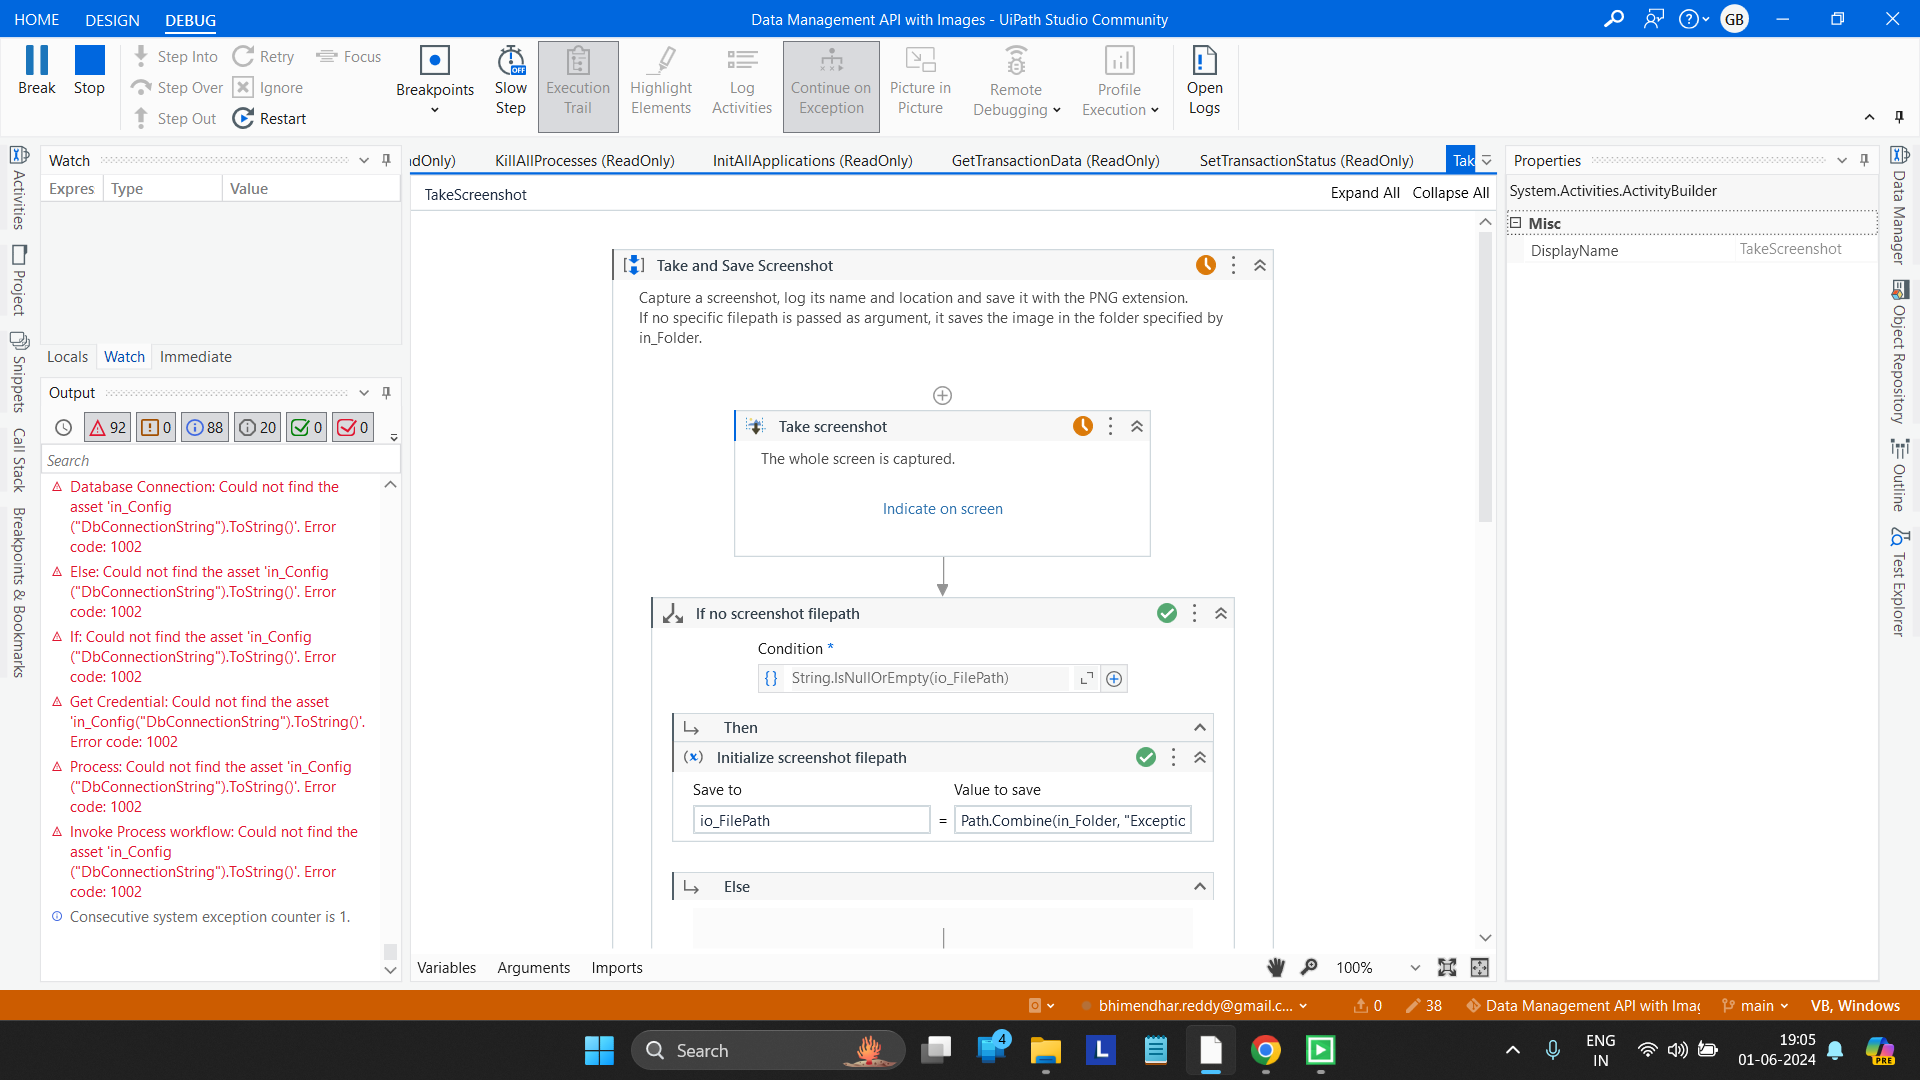 HOME
DESIGN
DEBUG
Data Management API with Images - UiPath Studio Community
GB
Break
Stop
Step Into
Step Over
Step Out
Retry
Ignore
Restart
Focus
Breakpoints
OFF
Slow
Step
Execution
Trail
Highlight
Elements
Log
Activities
Continue on
Exception
Picture in
Picture
Remote
Debugging
Profile
Execution
Open
Logs
Activities
Project
Snippets
Call Stack
Breakpoints & Bookmarks
Watch
Expres
Type
Value
Locals
Watch
Immediate
Output
92
0
88
20
0
0
Search
Database Connection: Could not find the
asset 'in_Config
("DbConnectionString").ToString()'. Error
code: 1002
Else: Could not find the asset 'in_Config
("DbConnectionString").ToString()'. Error
code: 1002
If: Could not find the asset 'in_Config
("DbConnectionString").ToString()'. Error
code: 1002
Get Credential: Could not find the asset
'in_Config("DbConnectionString").ToString()'.
Error code: 1002
Process: Could not find the asset 'in_Config
("DbConnectionString").ToString()'. Error
code: 1002
Invoke Process workflow: Could not find the
asset 'in_Config
("DbConnectionString").ToString()'. Error
code: 1002
Consecutive system exception counter is 1.
dOnly)
KillAllProcesses (ReadOnly)
InitAllApplications (ReadOnly)
GetTransactionData (ReadOnly)
SetTransactionStatus (ReadOnly)
Tak
TakeScreenshot
Expand All
Collapse All
Take and Save Screenshot
Capture a screenshot, log its name and location and save it with the PNG extension.
If no specific filepath is passed as argument, it saves the image in the folder specified by
in_Folder.
Take screenshot
The whole screen is captured.
Indicate on screen
If no screenshot filepath
Condition *
{} String.IsNullOrEmpty(io_FilePath)
Then
(x) Initialize screenshot filepath
Save to
Value to save
io_FilePath
=
Path.Combine(in_Folder, "Exceptic
Else
Variables
Arguments
Imports
100%
Properties
System.Activities.ActivityBuilder
Misc
DisplayName
TakeScreenshot
Data Manager
Object Repository
Outline
Test Explorer
bhimendhar.reddy@gmail.c...
0
38
Data Management API with Imag
main
VB, Windows
Search
4
L
ENG
IN
19:05
01-06-2024
PRE